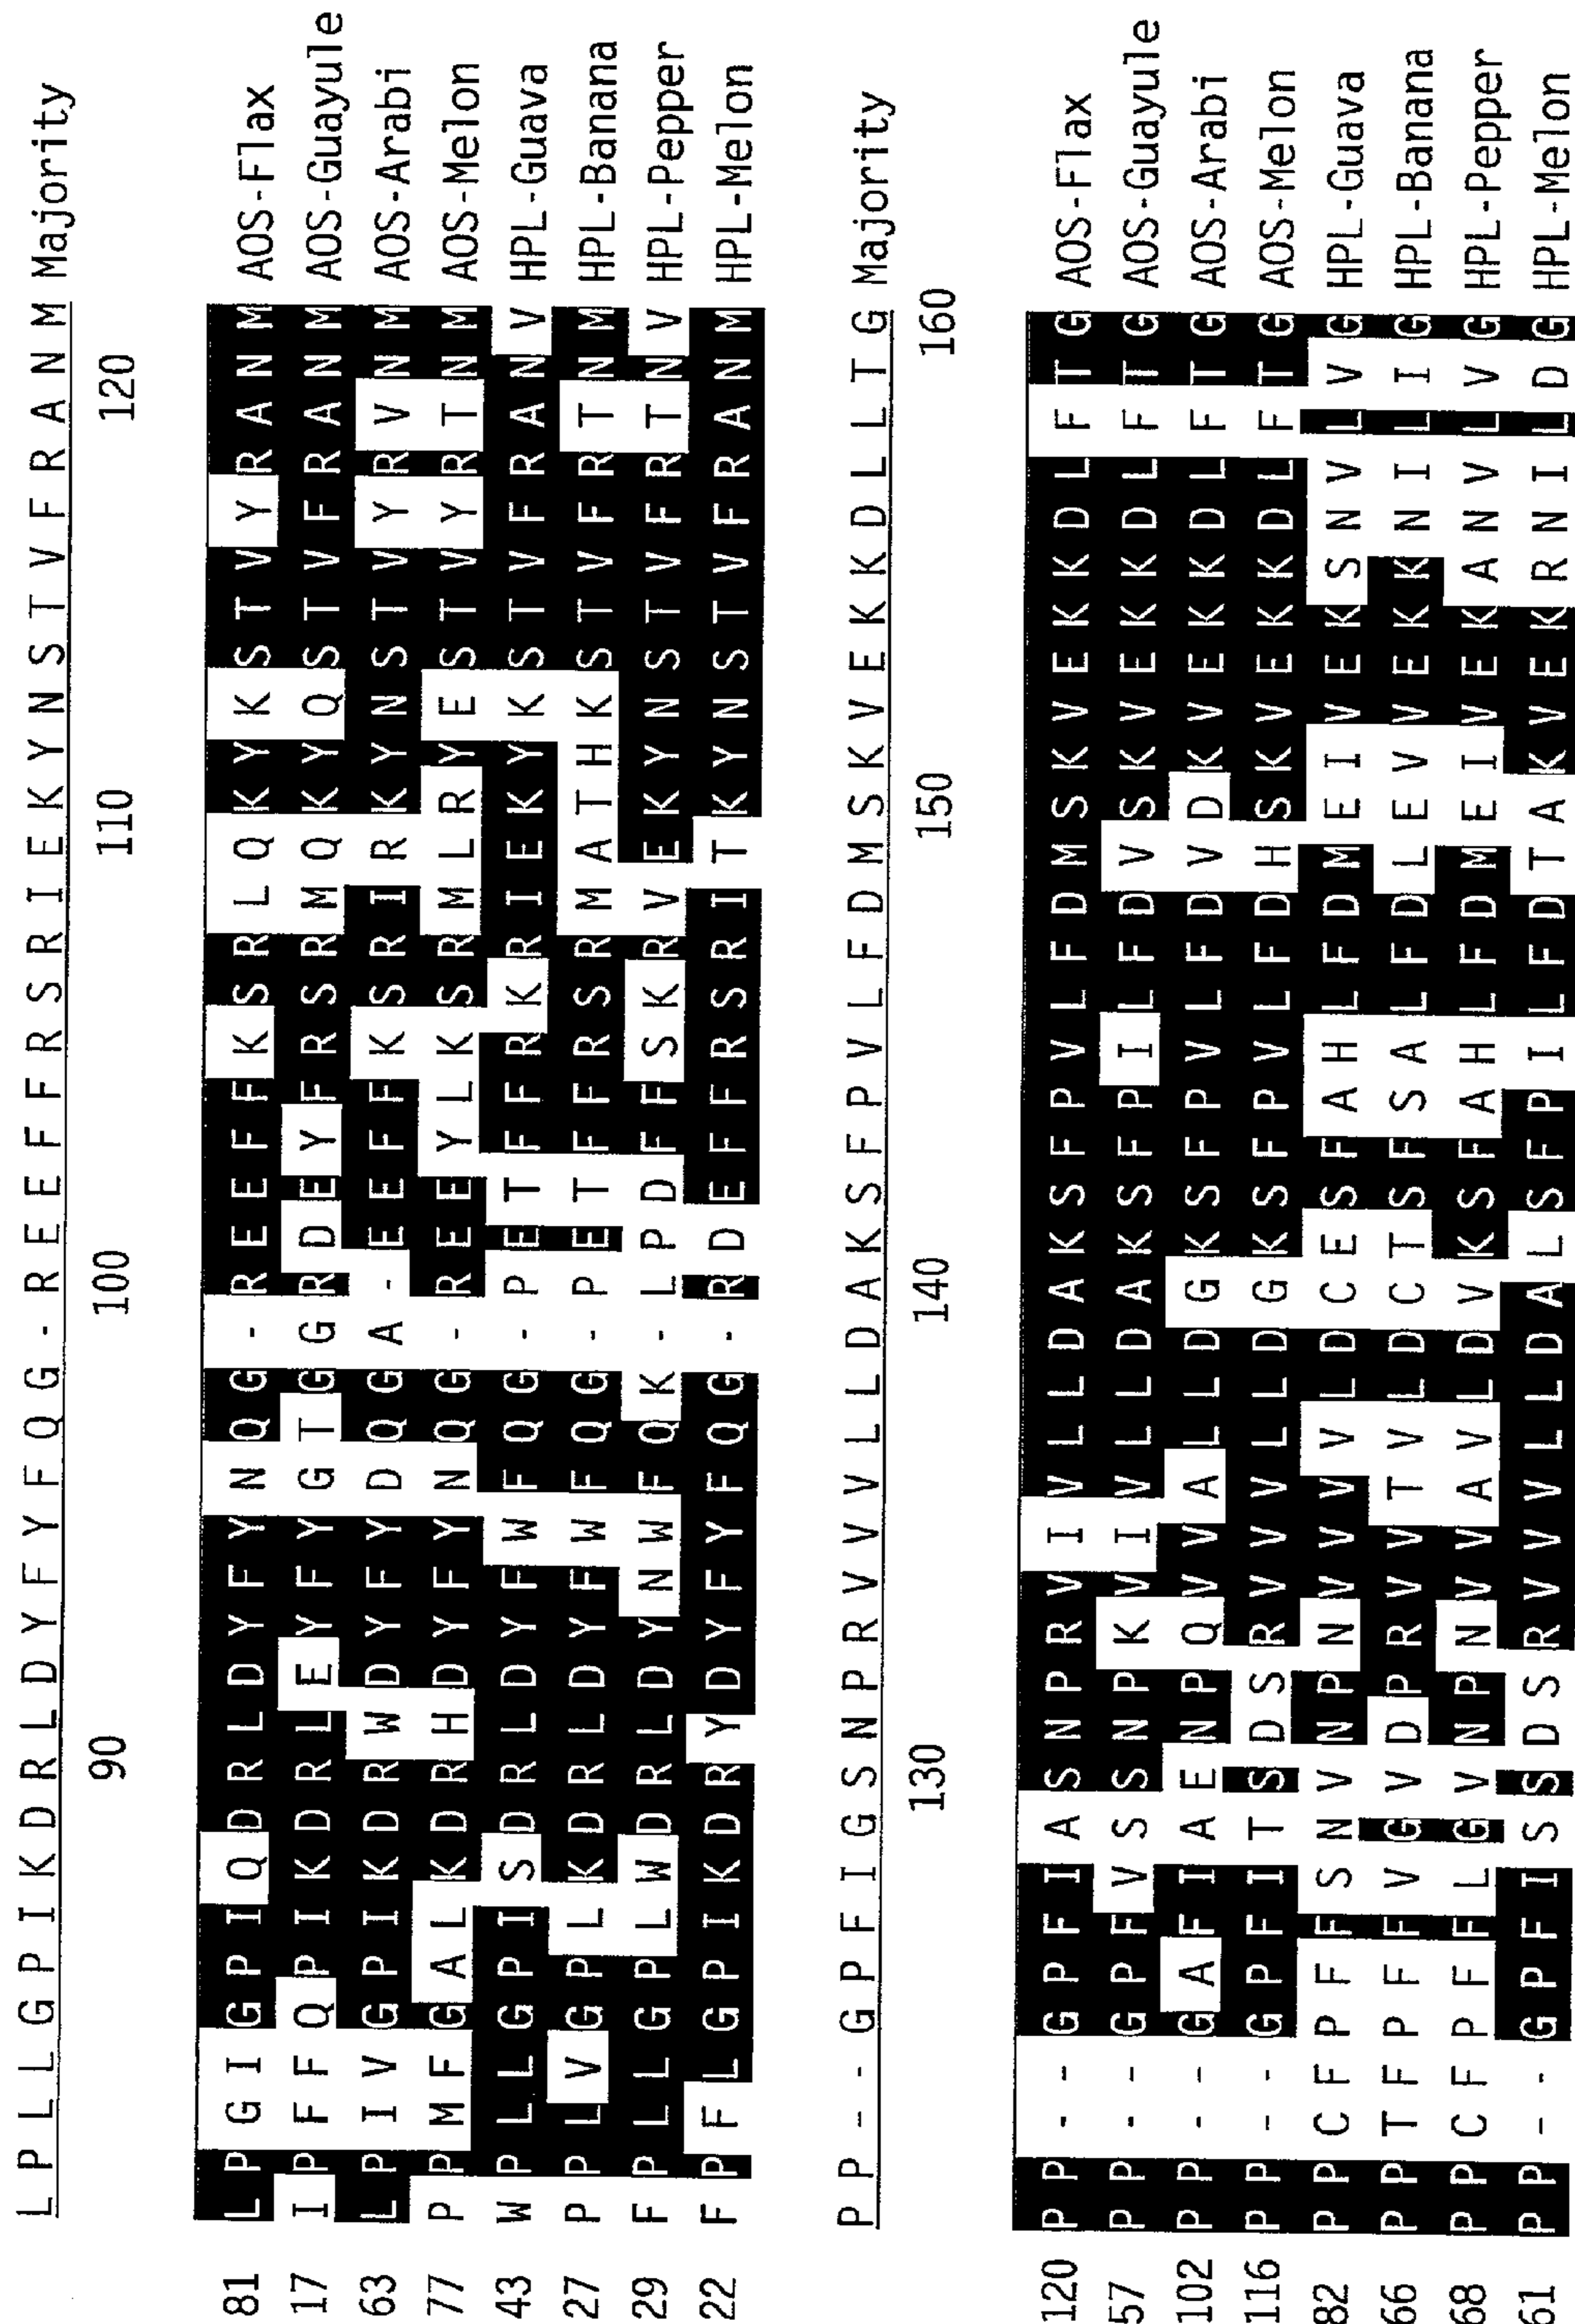 L P L L G P I K D R L D Y F Y F Q G - R E E F F R S R I E K Y N S T V F R A N M Majority
90 100 110 120
81 L P G I G P I Q D R L D Y F Y N Q G - R E E F F K S R L Q K Y K S T V Y R A N M AOS-Flax
17 I P F F Q P I K D R L E Y F Y G T G G R D E Y F R S R M Q K Y Q S T V F R A N M AOS-Guayule
63 L P I V G P I K D R W D Y F Y D Q G A - E E F F K S R I R K Y N S T V Y R V N M AOS-Arabi
77 P P M F G A L K D R H D Y F Y N Q G - R E E Y L K S R M L R Y E S T V Y R T N M AOS-Melon
43 W P L L G P I S D R L D Y F W F Q G - P E T F F R K R I E K Y K S T V F R A N V HPL-Guava
27 P P L V G P L K D R L D Y F W F Q G - P E T F F R S R M A T H K S T V F R T N M HPL-Banana
29 F P L L G P L W D R L D Y N W F Q K - L P D F F S K R V E K Y N S T V F R T N V HPL-Pepper
22 F P F L G P I K D R Y D Y F Y F Q G - R D E F F R S R I T K Y N S T V F R A N M HPL-Melon
P P - - G P F I G S N P R V V V L L D A K S F P V L F D M S K V E K K D L L T G Majority
130 140 150 160
120 P P - - G P F I A S N P R V I V L L D A K S F P V L F D M S K V E K K D L F T G AOS-Flax
57 P P - - G P F V S S N P K V I V L L D A K S F P I L F D V S K V E K K D L F T G AOS-Guayule
102 P P - - G A F I A E N P Q V V A L L D G K S F P V L F D V D K V E K K D L F T G AOS-Arabi
116 P P - - G P F I T S D S R V V V L L D G K S F P V L F D H S K V E K K D L F T G AOS-Melon
82 P P C F P F F S N V N P N V V V V L D C E S F A H L F D M E I V E K S N V L V G HPL-Guava
66 P P T F P F F V G V D P R V V T V L D C T S F S A L F D L E V V E K K N I L I G HPL-Banana
68 P P C F P F F L G V N P N V V A V L D V K S F A H L F D M E I V E K A N V L V G HPL-Pepper
61 P P - - G P F I S S D S R V V V L L D A L S F P I L F D T A K V E K R N I L D G HPL-Melon